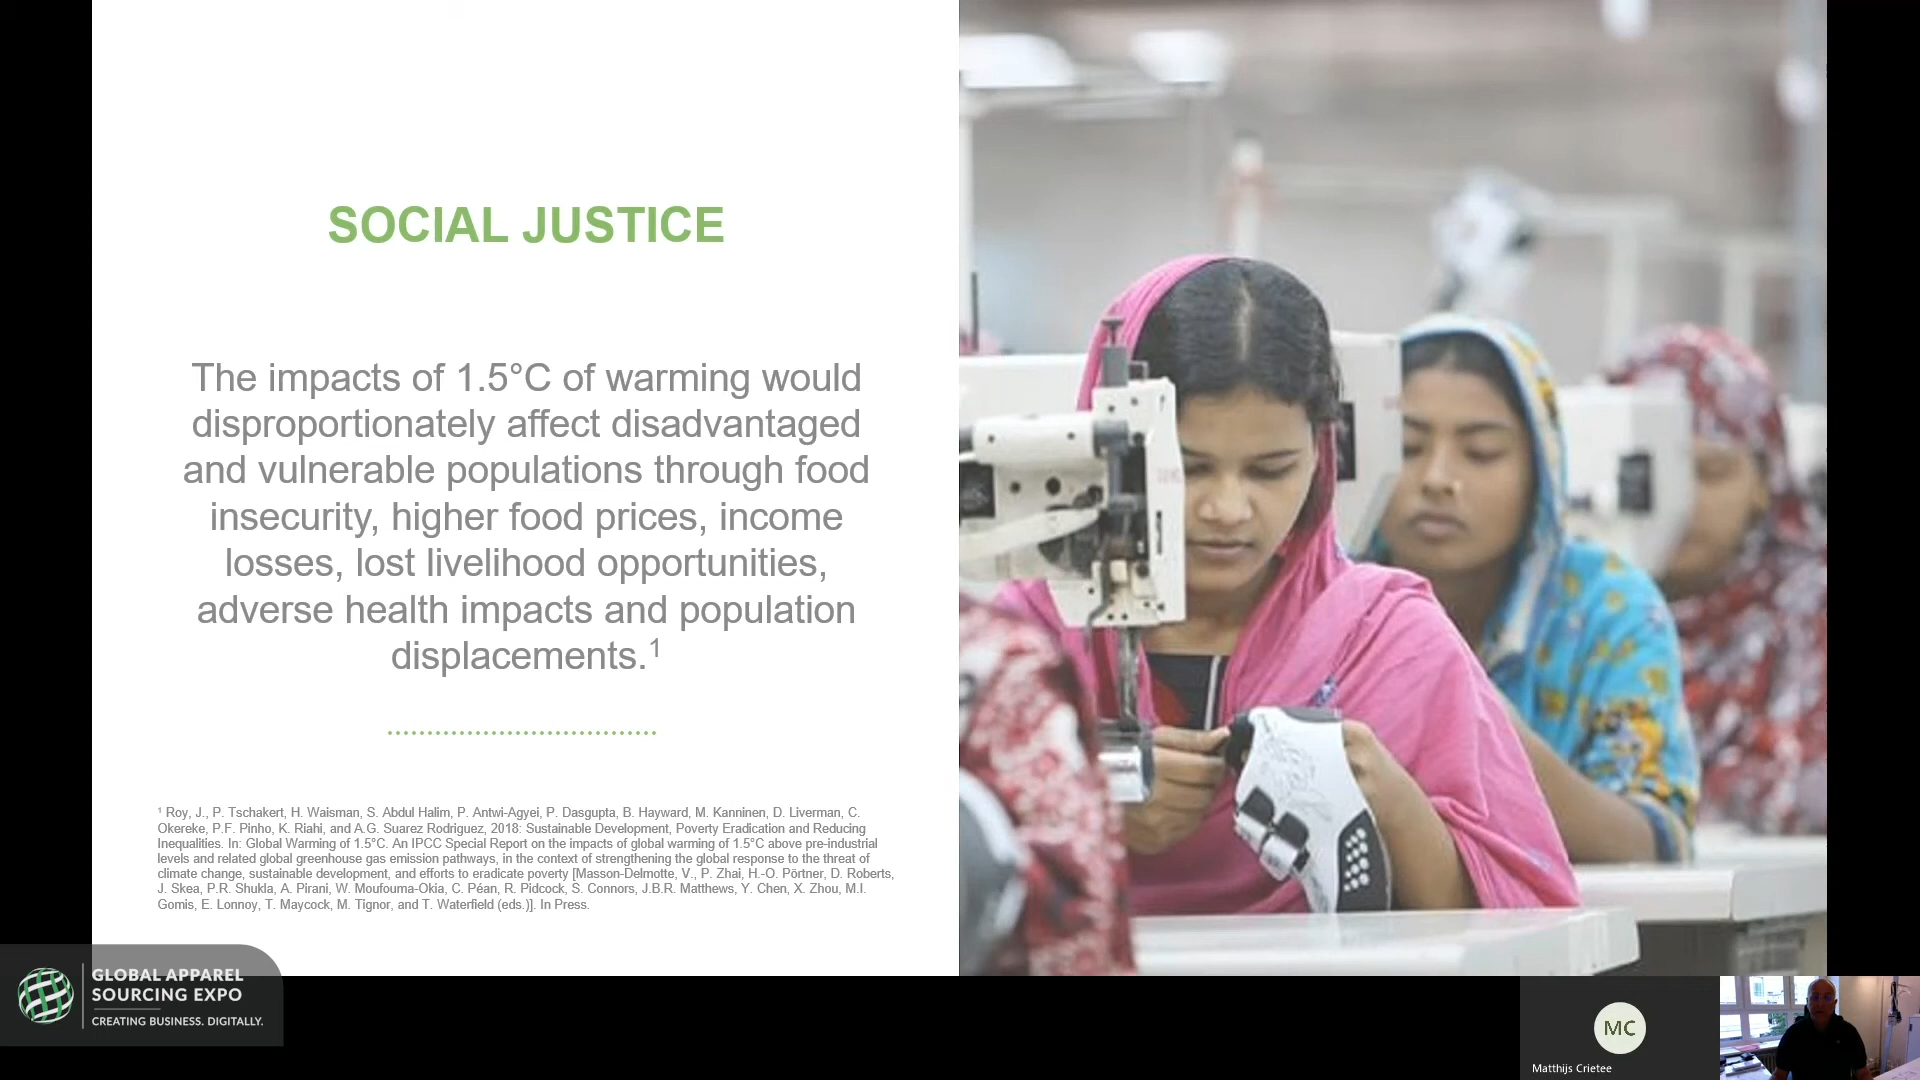 SOCIAL JUSTICE
The impacts of 1.5°C of warming would
disproportionately affect disadvantaged
and vulnerable populations through food
insecurity, higher food prices, income
losses, lost livelihood opportunities,
adverse health impacts and population
displacements.¹
¹ Roy, J., P. Tschakert, H. Waisman, S. Abdul Halim, P. Antwi-Agyei, P. Dasgupta, B. Hayward, M. Kanninen, D. Liverman, C.
Okereke, P.F. Pinho, K. Riahi, and A.G. Suarez Rodriguez, 2018: Sustainable Development, Poverty Eradication and Reducing
Inequalities. In: Global Warming of 1.5°C. An IPCC Special Report on the impacts of global warming of 1.5°C above pre-industrial
levels and related global greenhouse gas emission pathways, in the context of strengthening the global response to the threat of
climate change, sustainable development, and efforts to eradicate poverty [Masson-Delmotte, V., P. Zhai, H.-O. Pörtner, D. Roberts,
J. Skea, P.R. Shukla, A. Pirani, W. Moufouma-Okia, C. Péan, R. Pidcock, S. Connors, J.B.R. Matthews, Y. Chen, X. Zhou, M.I.
Gomis, E. Lonnoy, T. Maycock, M. Tignor, and T. Waterfield (eds.)]. In Press.
GLOBAL APPAREL
SOURCING EXPO
CREATING BUSINESS. DIGITALLY.
MC
Matthijs Crietee